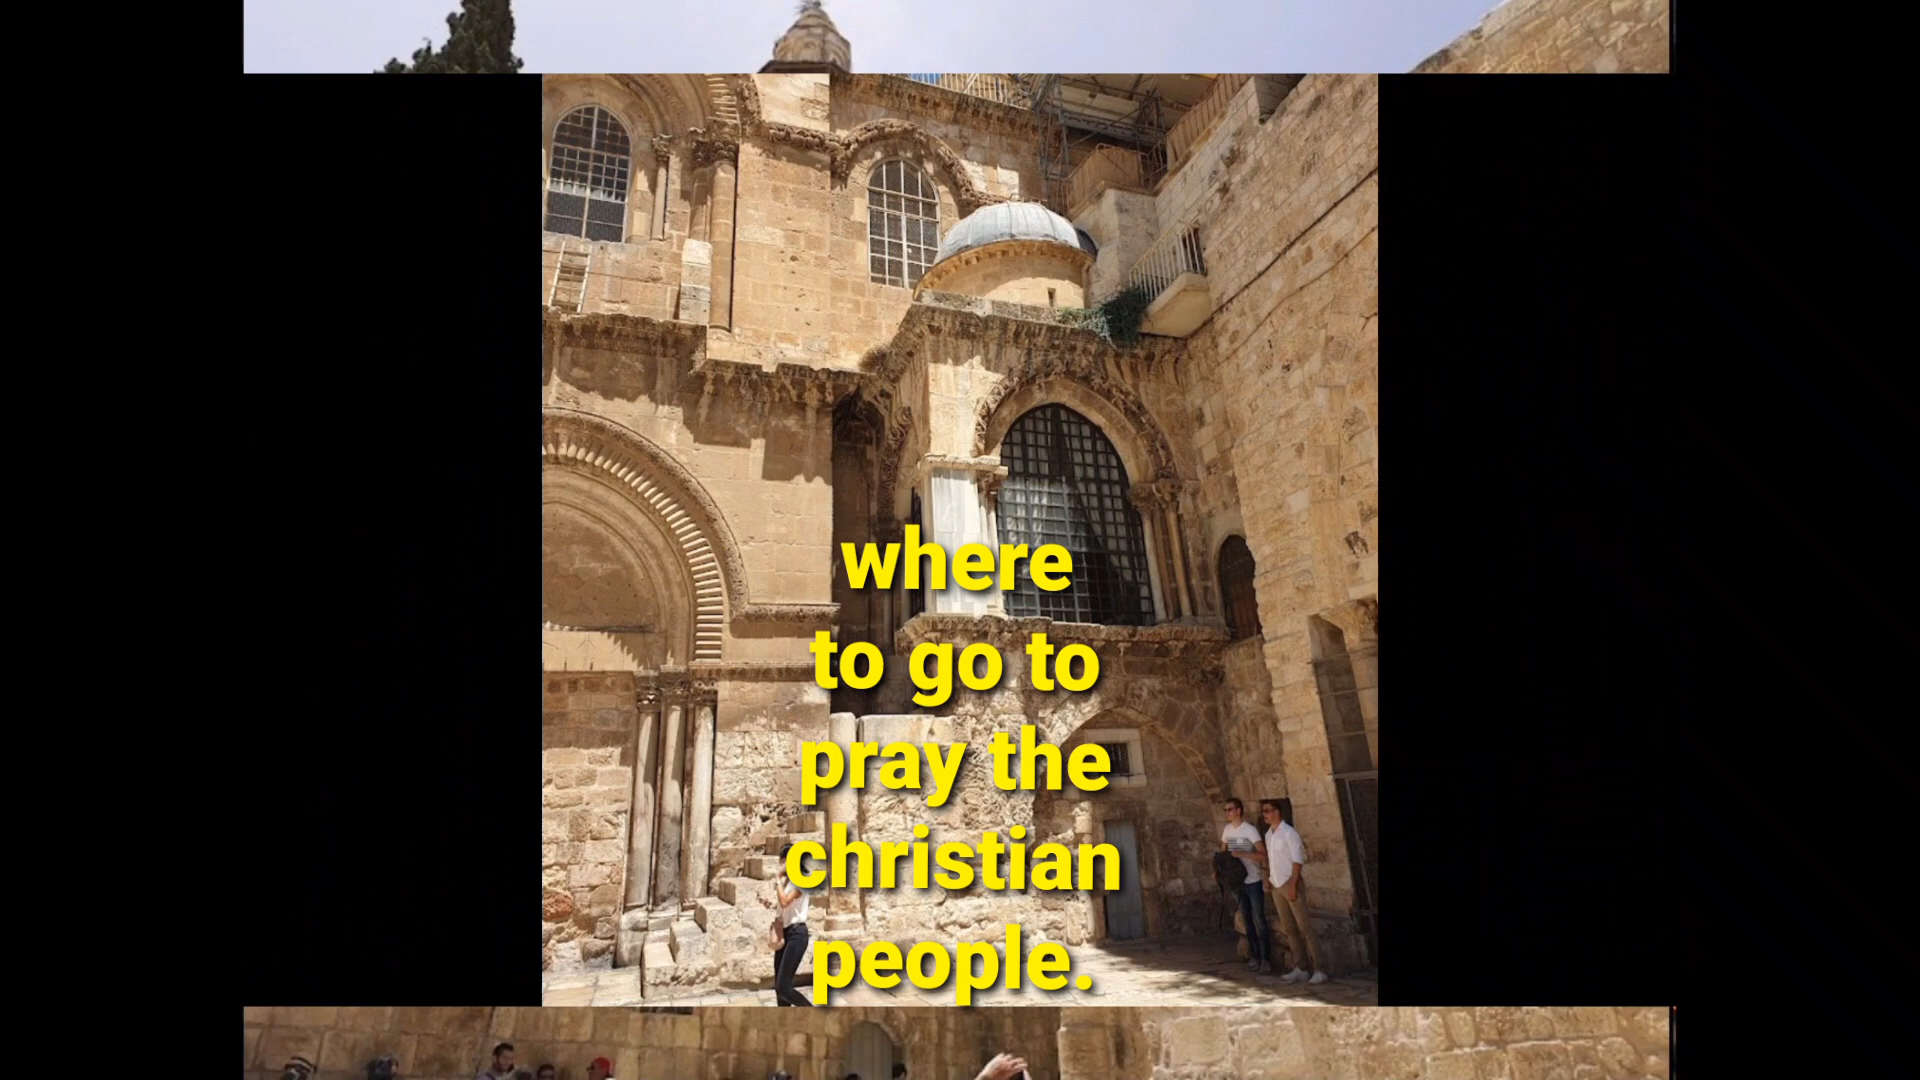 where
to go to
pray the
christian
people.